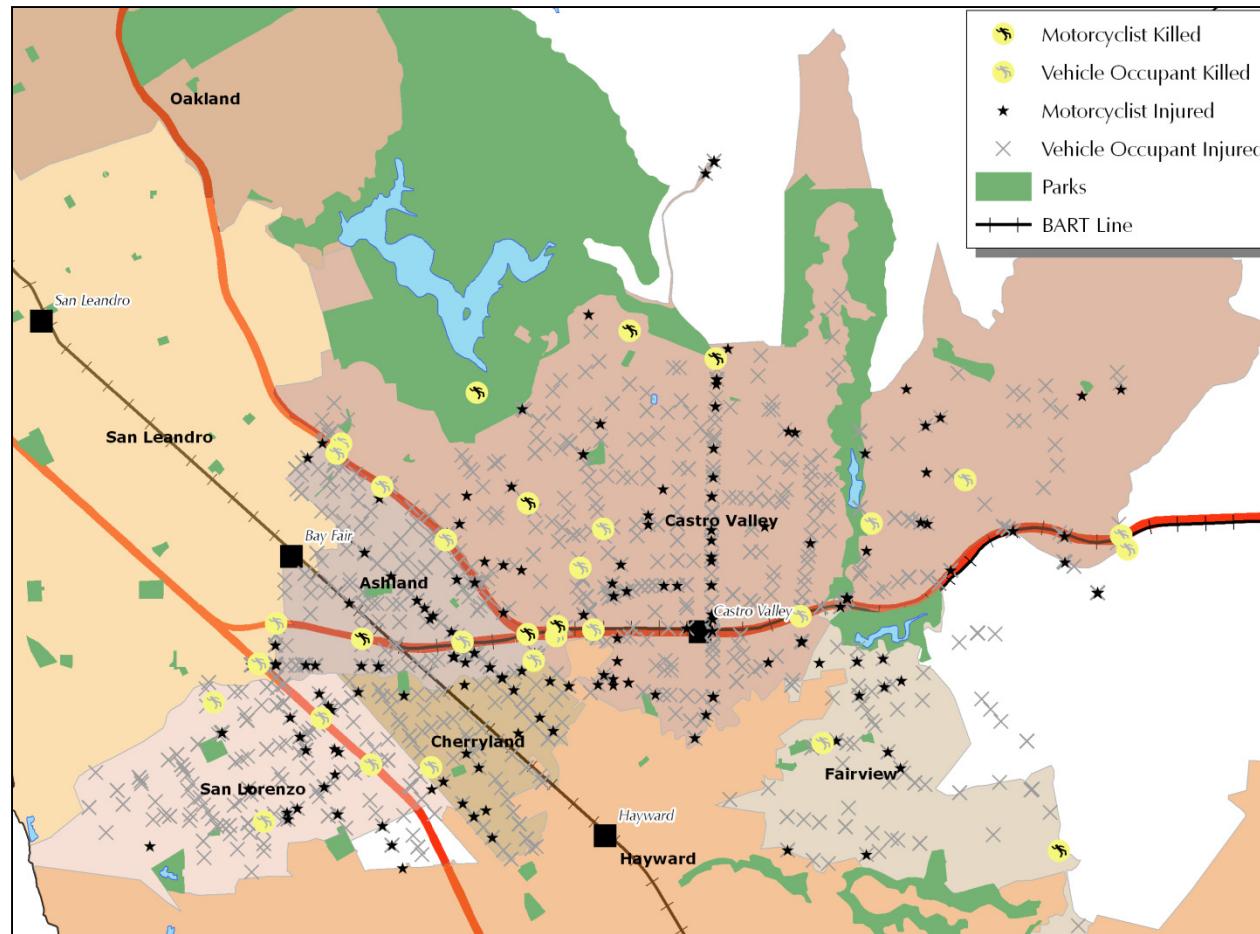 Motorcyclist Killed
Vehicle Occupant Killed
Motorcyclist Injured
Vehicle Occupant Injured
Parks
BART Line
Oakland
San Leandro
San Leandro
Bay Fair
Castro Valley
Ashland
Castro Valley
Cherryland
San Lorenzo
Fairview
Hayward
Hayward